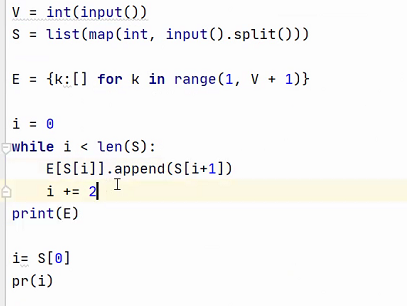 V = int(input())
S = list(map(int, input().split()))
E = {k:[] for k in range(1, V + 1)}
i = 0
while i < len(S):
    E[S[i]].append(S[i+1])
    i += 2
print(E)
i= S[0]
pr(i)